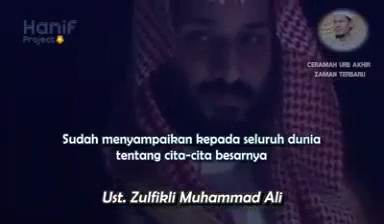 Hanif
Project
CERAMAH UAB AKHIR
ZAMAN TERBARU
Sudah menyampaikan kepada seluruh dunia
tentang cita-cita besarnya
Ust. Zulfikli Muhammad Ali